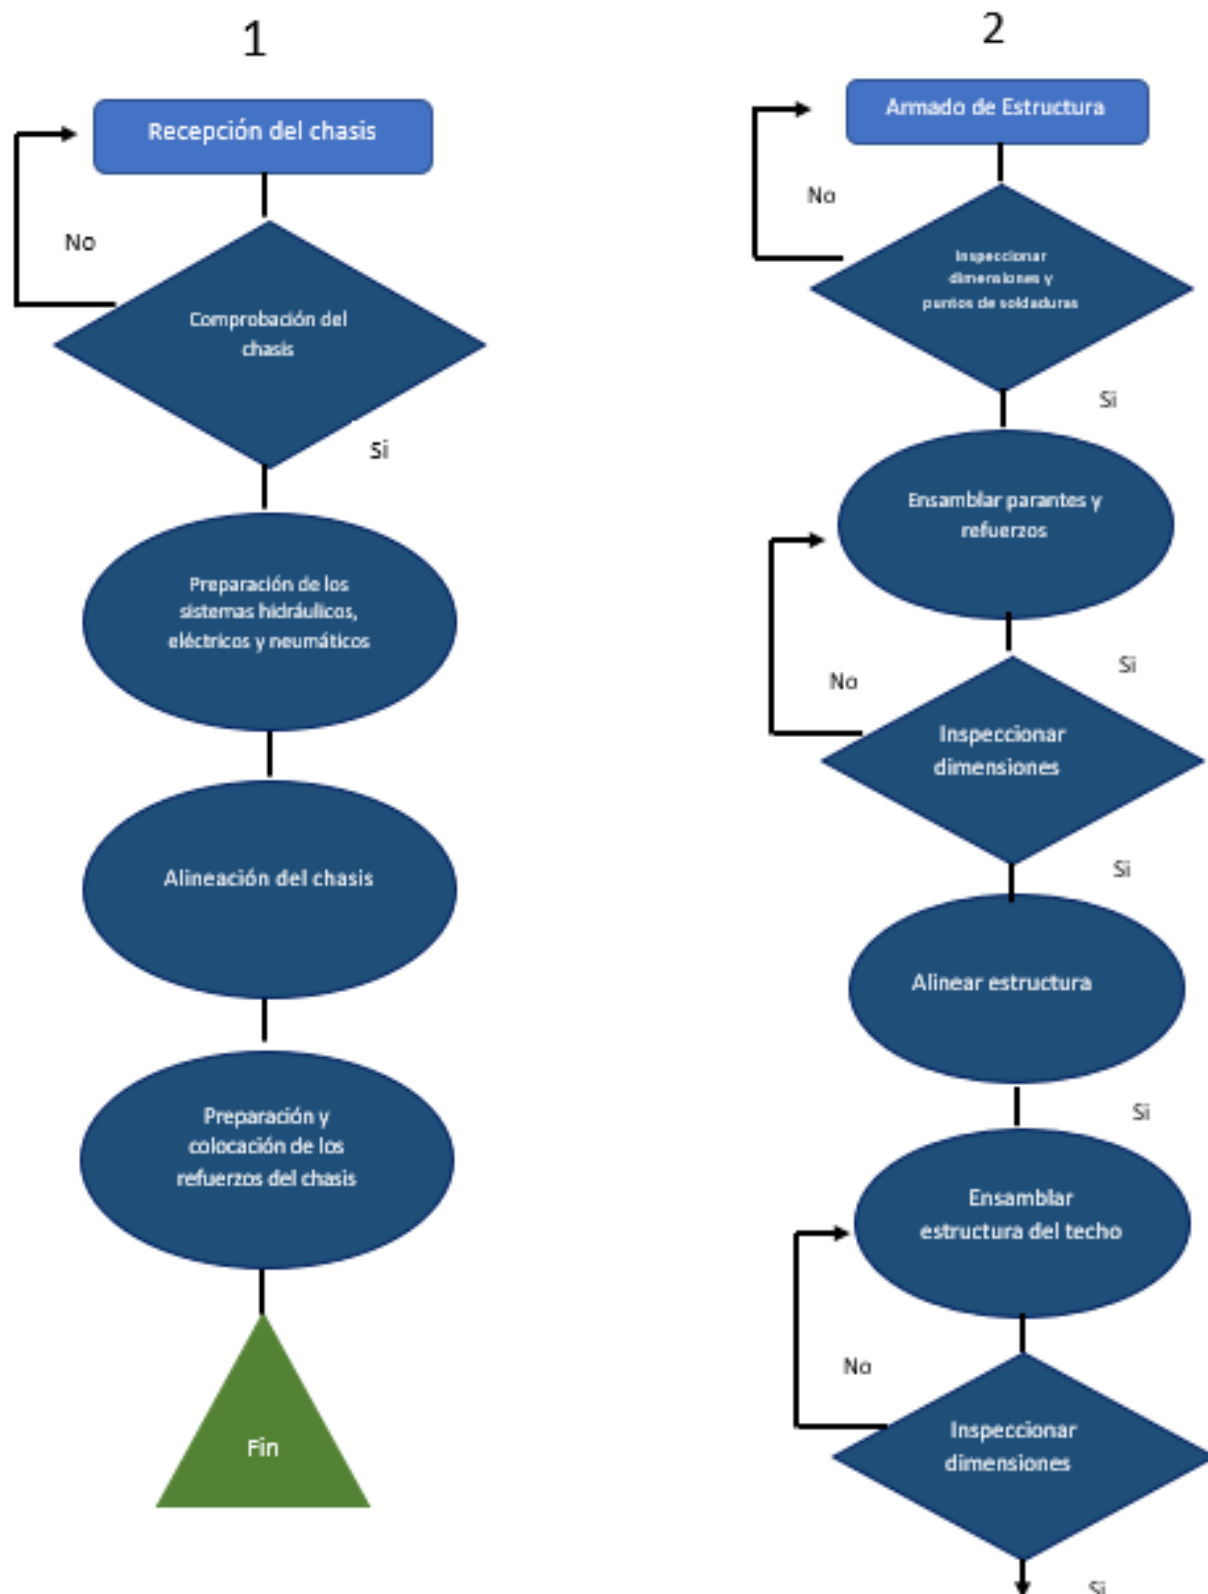 1
Recepción del chasis
No
Comprobación del
chasis
Si
Preparación de los
sistemas hidráulicos,
eléctricos y neumáticos
Alineación del chasis
Preparación y
colocación de los
refuerzos del chasis
Fin
2
Armado de Estructura
No
Inspeccionar
dimensiones y
puntos de soldaduras
Si
Ensamblar parantes y
refuerzos
Si
No
Inspeccionar
dimensiones
Si
Alinear estructura
Si
Ensamblar
estructura del techo
No
Inspeccionar
dimensiones
Si